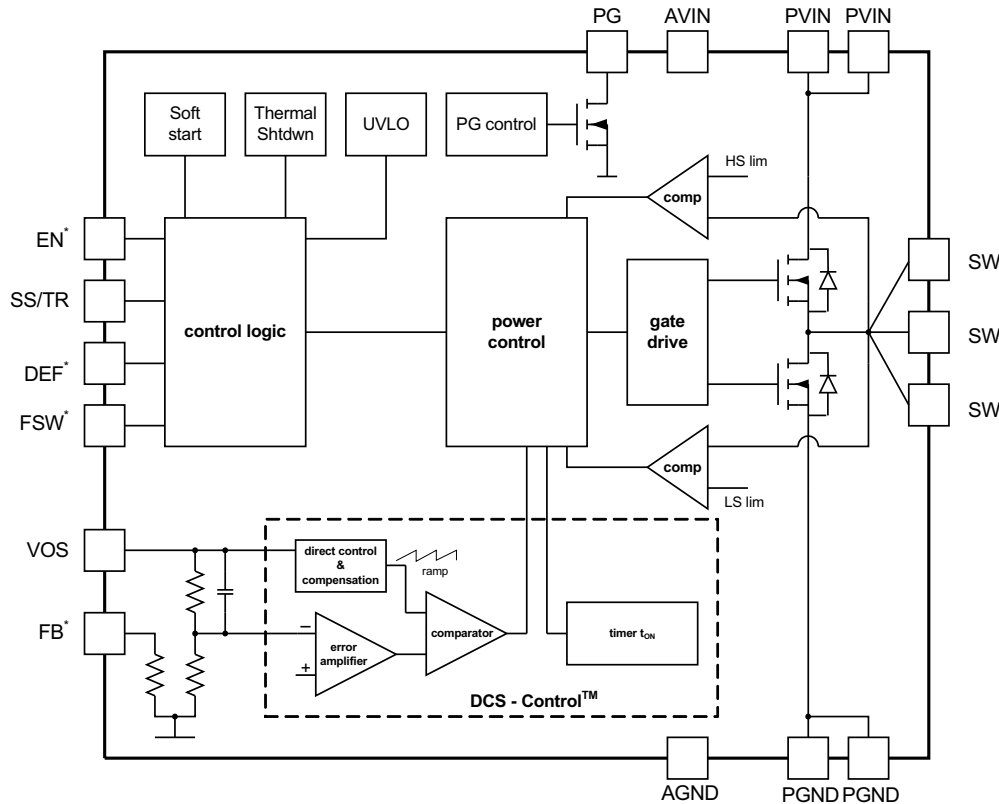 PG
AVIN
PVIN
PVIN
Soft
start
Thermal
Shtdwn
UVLO
PG control
HS lim
comp
EN*
SS/TR
DEF*
FSW*
control logic
power
control
gate
drive
SW
SW
SW
comp
LS lim
VOS
direct control
&
compensation
ramp
FB*
–
+
error
amplifier
comparator
timer tON
DCS - Control™
AGND
PGND
PGND